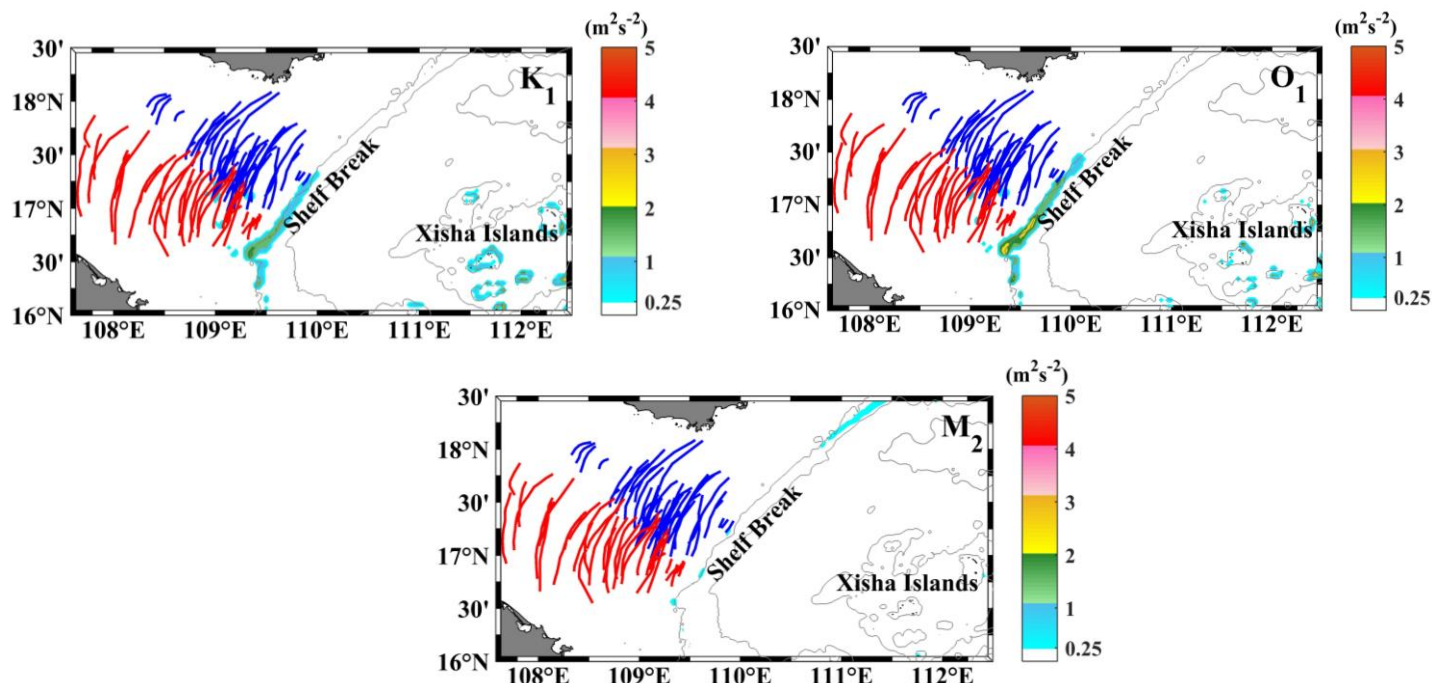 (m²s⁻²)
30'
K₁
5
18°N
4
30'
3
Shelf Break
17°N
2
Xisha Islands
30'
1
0.25
16°N
108°E 109°E 110°E 111°E 112°E
(m²s⁻²)
30'
O₁
5
18°N
4
30'
3
Shelf Break
17°N
2
Xisha Islands
30'
1
0.25
16°N
108°E 109°E 110°E 111°E 112°E
(m²s⁻²)
30'
M₂
5
18°N
4
30'
3
Shelf Break
17°N
2
Xisha Islands
30'
1
0.25
16°N
108°E 109°E 110°E 111°E 112°E